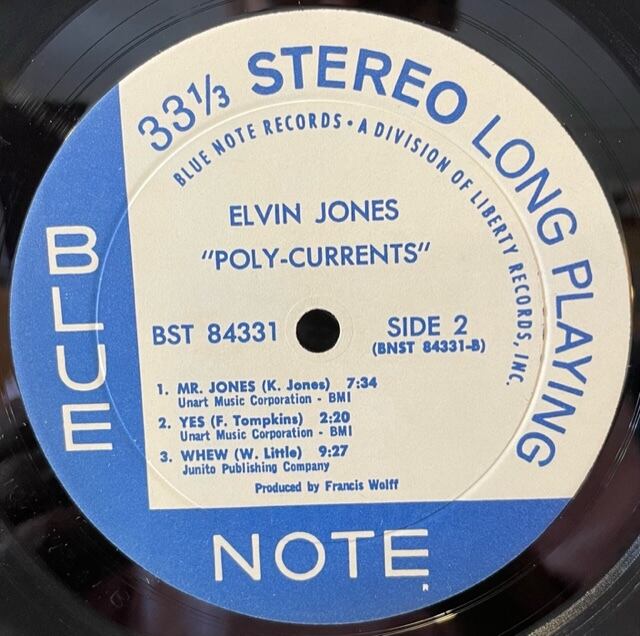 33⅓ STEREO LONG PLAYING
BLUE NOTE RECORDS • A DIVISION OF LIBERTY RECORDS, INC.
ELVIN JONES
"POLY-CURRENTS"
BST 84331
SIDE 2
(BNST 84331-B)
1. MR. JONES (K. Jones) 7:34
Unart Music Corporation - BMI
2. YES (F. Tompkins) 2:20
Unart Music Corporation - BMI
3. WHEW (W. Little) 9:27
Junito Publishing Company
Produced by Francis Wolff
BLUE
NOTE
R